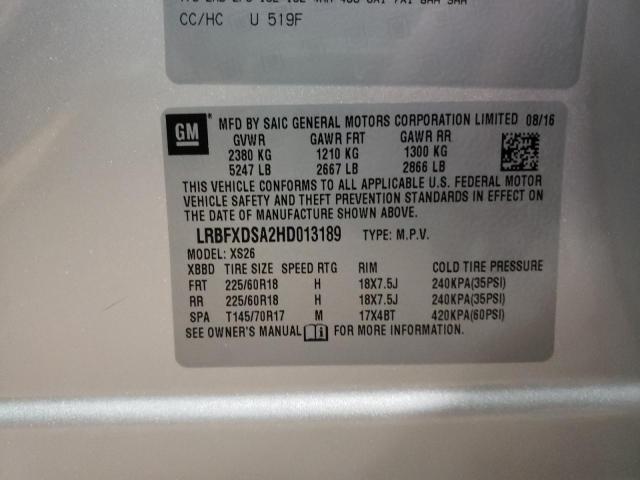 CC/HC U 519F
GM ® MFD BY SAIC GENERAL MOTORS CORPORATION LIMITED 08/16
GVWR GAWR FRT GAWR RR
2380 KG 1210 KG 1300 KG
5247 LB 2667 LB 2866 LB
THIS VEHICLE CONFORMS TO ALL APPLICABLE U.S. FEDERAL MOTOR
VEHICLE SAFETY AND THEFT PREVENTION STANDARDS IN EFFECT ON
THE DATE OF MANUFACTURE SHOWN ABOVE.
LRBFXDSA2HD013189 TYPE: M.P.V.
MODEL: XS26
XBBD TIRE SIZE SPEED RTG RIM COLD TIRE PRESSURE
FRT 225/60R18 H 18X7.5J 240KPA(35PSI)
RR 225/60R18 H 18X7.5J 240KPA(35PSI)
SPA T145/70R17 M 17X4BT 420KPA(60PSI)
SEE OWNER'S MANUAL FOR MORE INFORMATION.